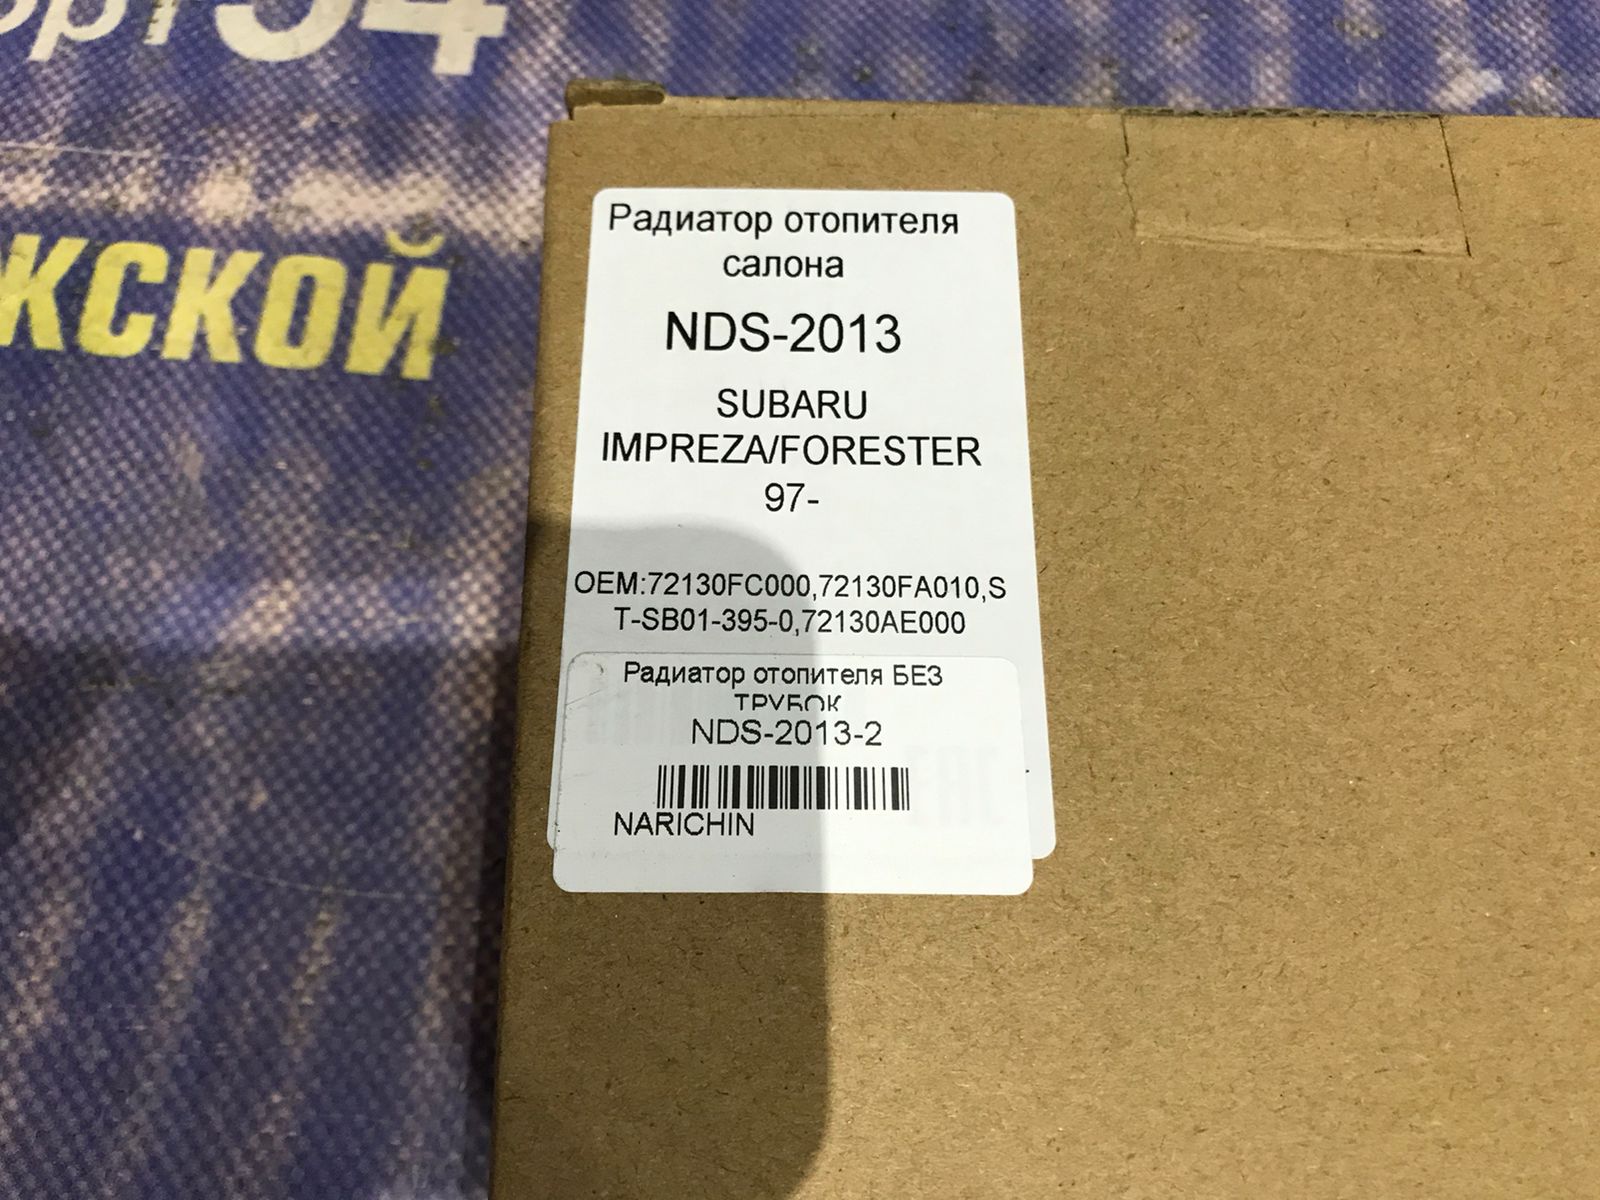 54
ЖСКОЙ
Радиатор отопителя
салона
NDS-2013
SUBARU
IMPREZA/FORESTER
97-
OEM:72130FC000,72130FA010,S
T-SB01-395-0,72130AE000
Радиатор отопителя БЕЗ
ТРУБОК
NDS-2013-2
NARICHIN